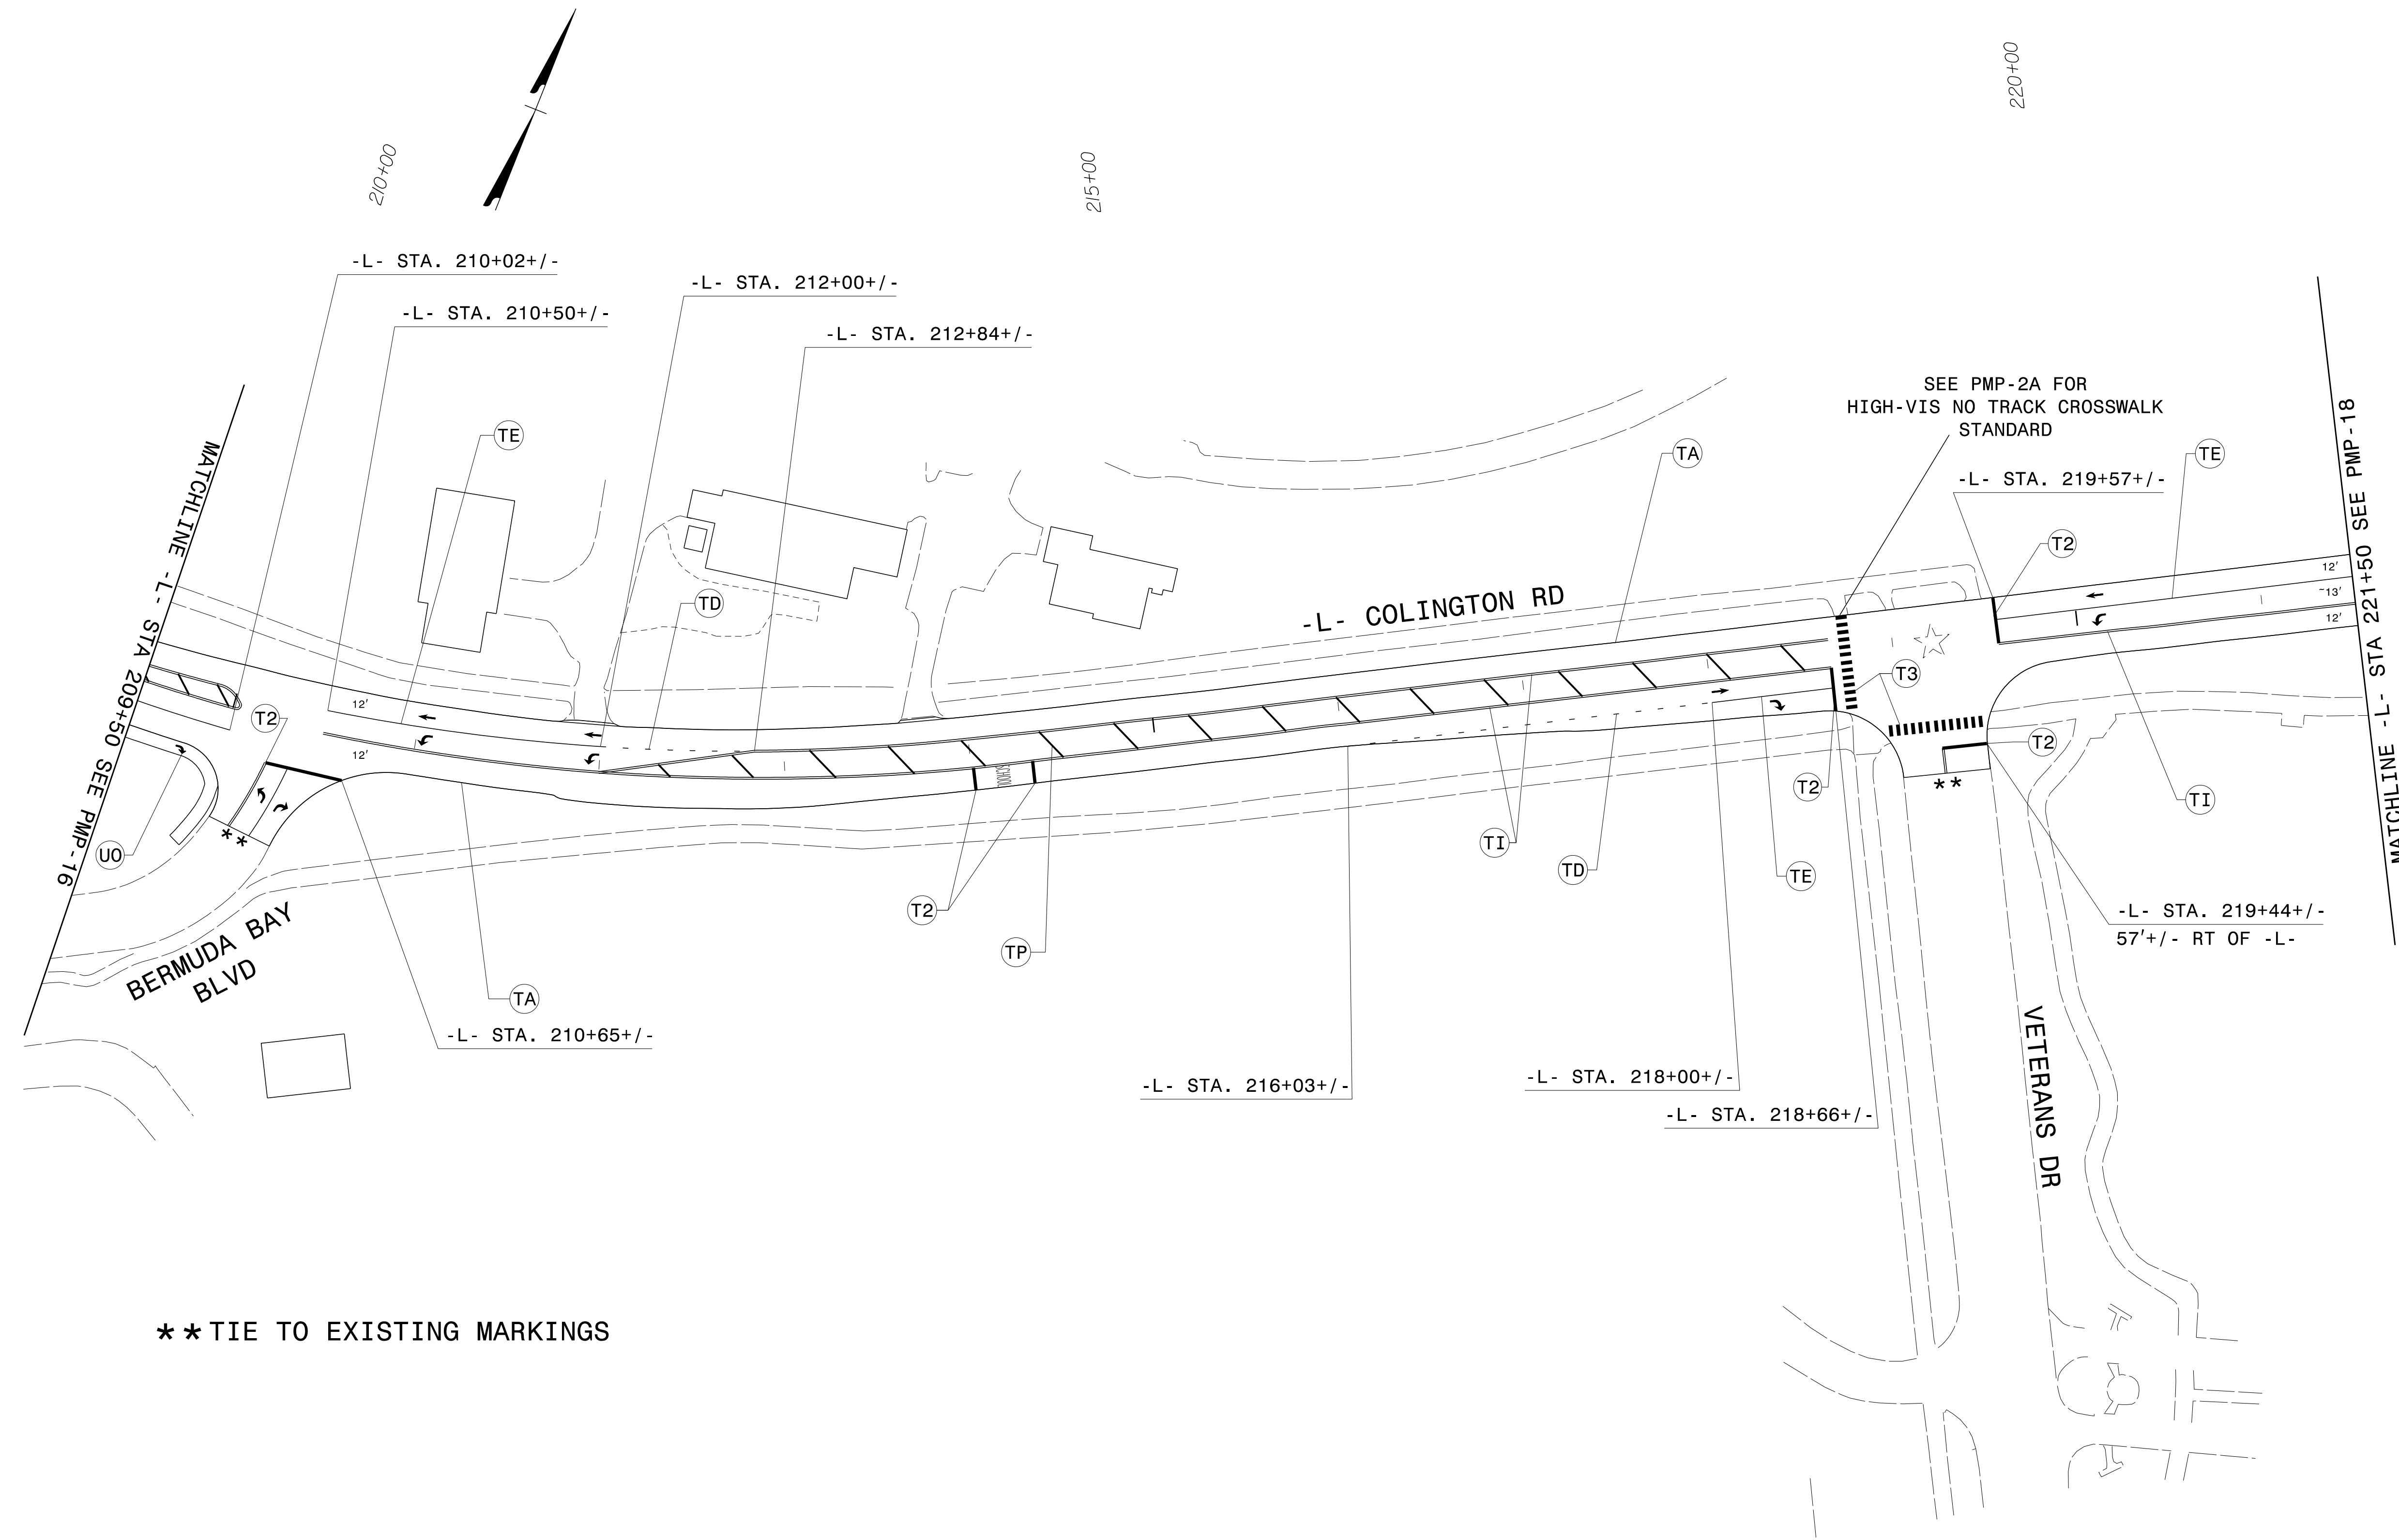 210+00
215+00
220+00
-L- STA. 210+02+/-
-L- STA. 210+50+/-
-L- STA. 212+00+/-
-L- STA. 212+84+/-
SEE PMP-2A FOR
HIGH-VIS NO TRACK CROSSWALK
STANDARD
-L- STA. 219+57+/-
MATCHLINE -L- STA 209+50 SEE PMP-16
MATCHLINE -L- STA 221+50 SEE PMP-18
TE
TD
TA
TE
T2
-L- COLINGTON RD
12'
12'
12'
~13'
12'
T2
T3
T2
T2
SCHOOL
UO
**
**
TI
TI
TD
TE
T2
TP
TA
BERMUDA BAY
BLVD
-L- STA. 210+65+/-
-L- STA. 219+44+/-
57'+/- RT OF -L-
-L- STA. 216+03+/-
-L- STA. 218+00+/-
-L- STA. 218+66+/-
VETERANS DR
**TIE TO EXISTING MARKINGS